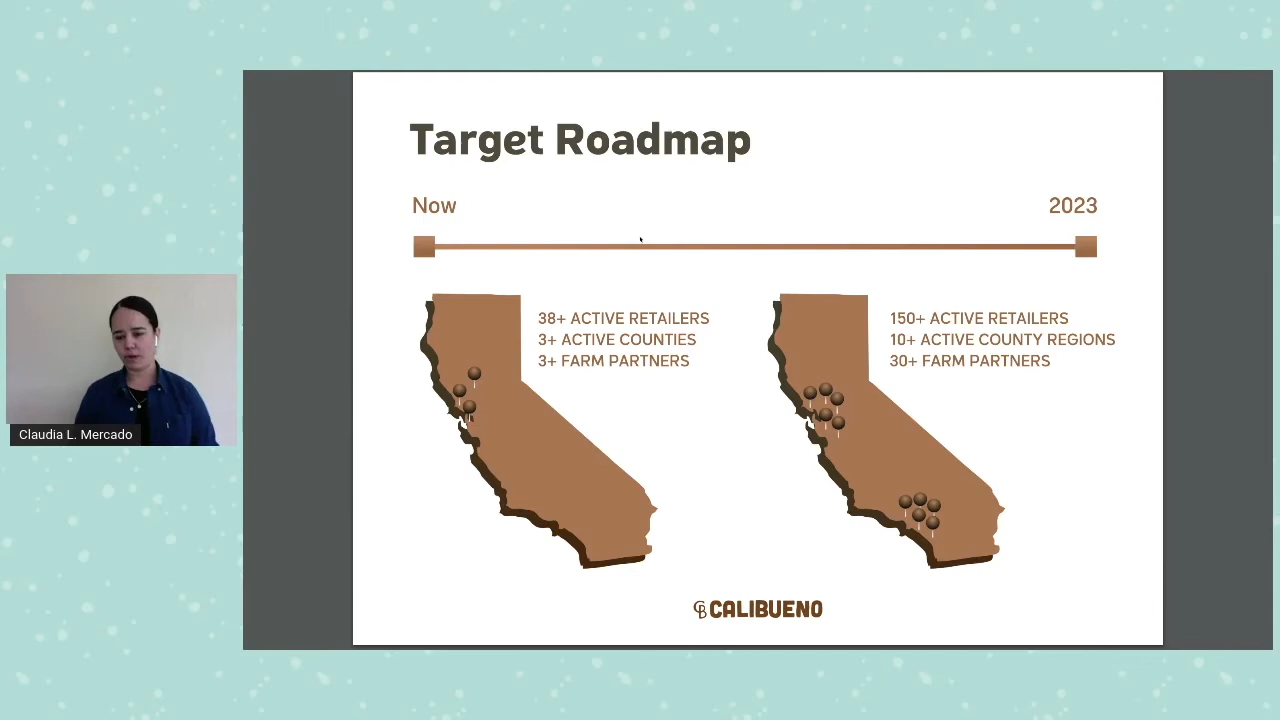 Target Roadmap
Now
2023
38+ ACTIVE RETAILERS
3+ ACTIVE COUNTIES
3+ FARM PARTNERS
150+ ACTIVE RETAILERS
10+ ACTIVE COUNTY REGIONS
30+ FARM PARTNERS
Claudia L. Mercado
CB CALIBUENO